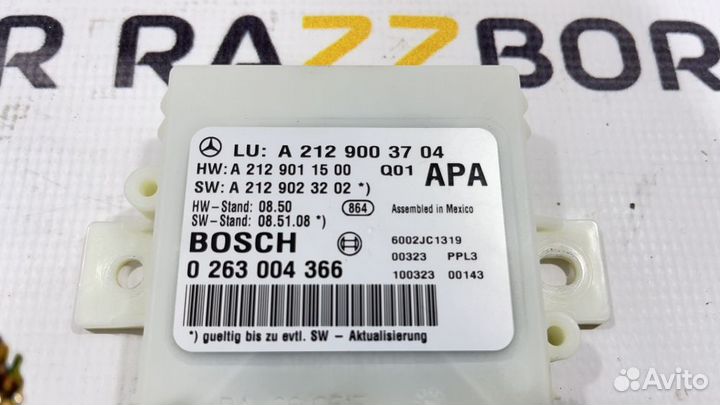 R RAZZBOR
LU: A 212 900 37 04
HW: A 212 901 15 00 Q01 APA
SW: A 212 902 32 02 *)
HW-Stand: 08.50 864 Assembled in Mexico
SW-Stand: 08.51.08 *)
BOSCH 6002JC1319
0 263 004 366 00323 PPL3
100323 00143
*) gueltig bis zu evtl. SW - Aktualisierung
Avito